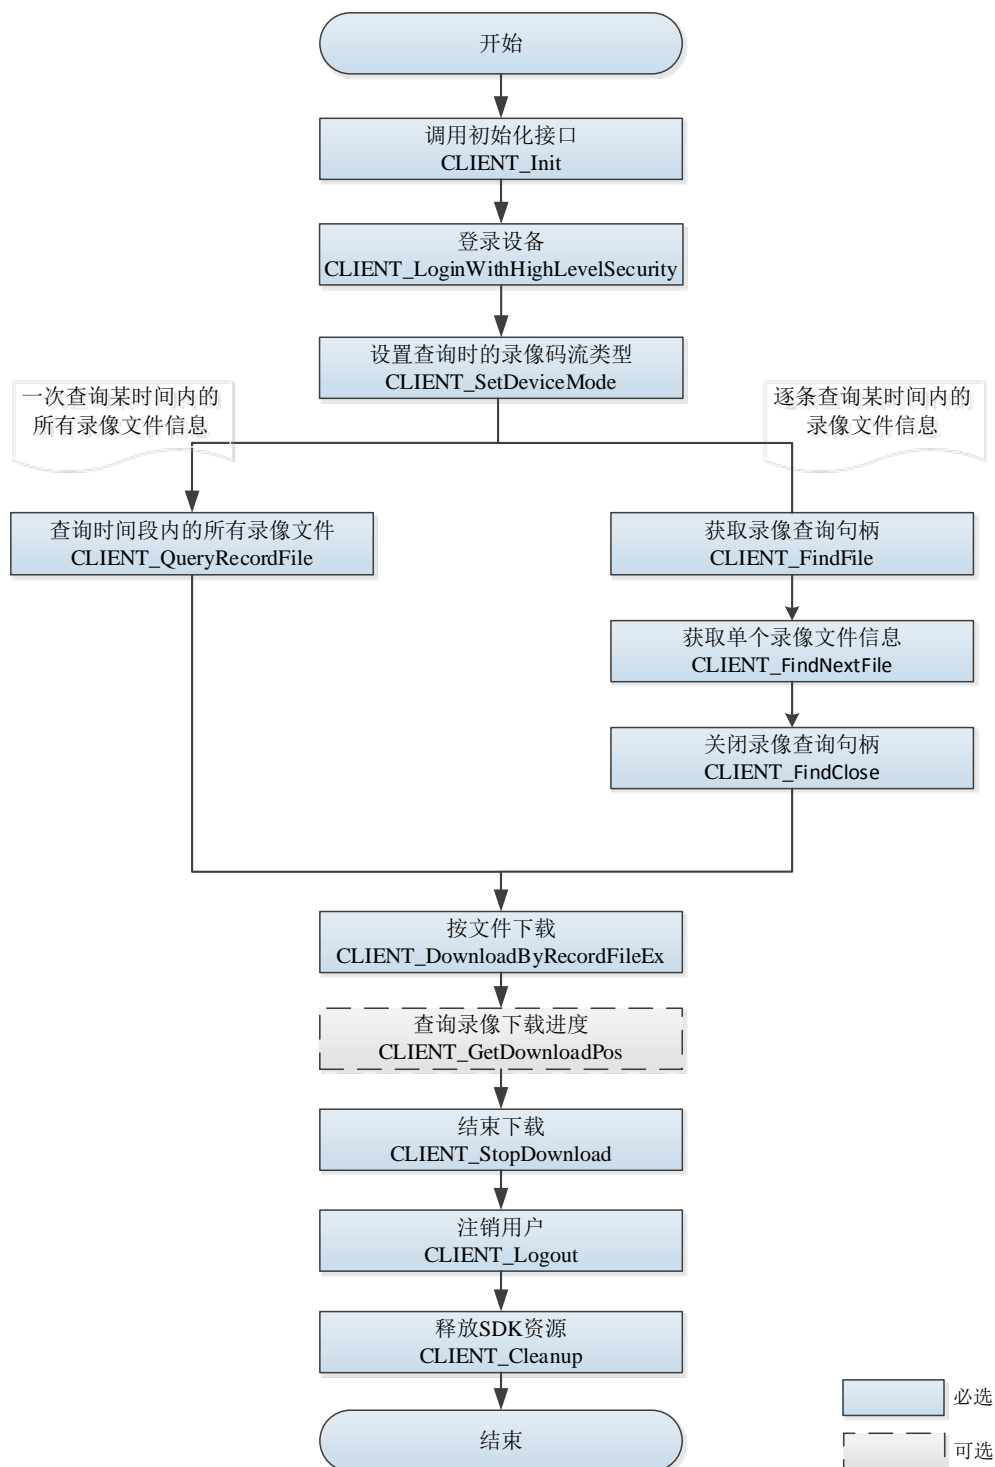 开始
调用初始化接口
CLIENT_Init
登录设备
CLIENT_LoginWithHighLevelSecurity
设置查询时的录像码流类型
CLIENT_SetDeviceMode
一次查询某时间内的
所有录像文件信息
逐条查询某时间内的
录像文件信息
查询时间段内的所有录像文件
CLIENT_QueryRecordFile
获取录像查询句柄
CLIENT_FindFile
获取单个录像文件信息
CLIENT_FindNextFile
关闭录像查询句柄
CLIENT_FindClose
按文件下载
CLIENT_DownloadByRecordFileEx
查询录像下载进度
CLIENT_GetDownloadPos
结束下载
CLIENT_StopDownload
注销用户
CLIENT_Logout
释放SDK资源
CLIENT_Cleanup
结束
必选
可选